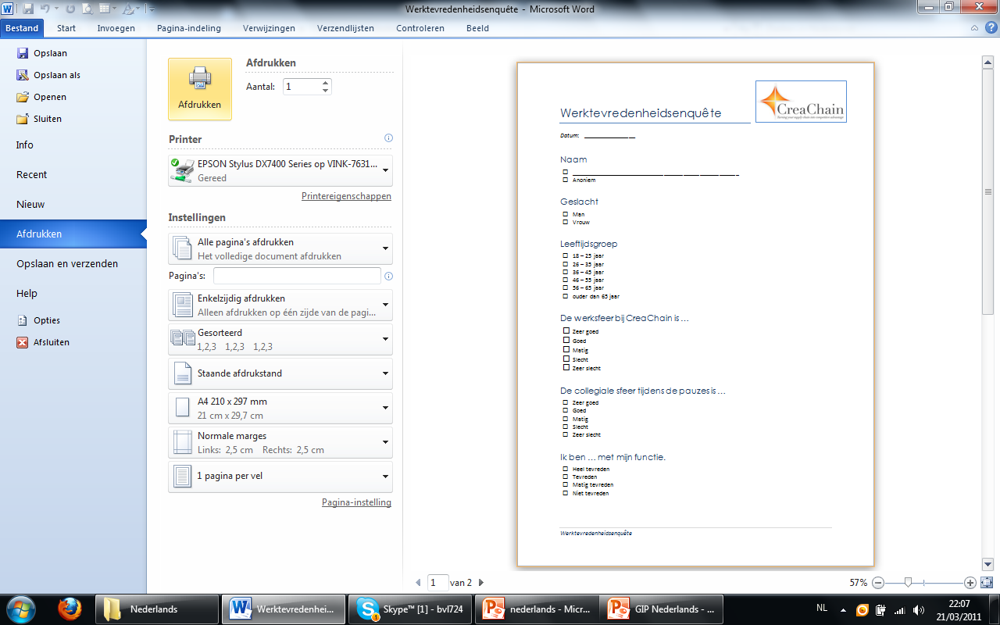 Werktevredenheidsenquête - Microsoft Word
Bestand Start Invoegen Pagina-indeling Verwijzingen Verzendlijsten Controleren Beeld
Opslaan
Opslaan als
Openen
Sluiten
Info
Recent
Nieuw
Afdrukken
Opslaan en verzenden
Help
Opties
Afsluiten
Afdrukken
Afdrukken
Aantal: 1
Printer
EPSON Stylus DX7400 Series op VINK-7631...
Gereed
Printereigenschappen
Instellingen
Alle pagina's afdrukken
Het volledige document afdrukken
Pagina's:
Enkelzijdig afdrukken
Alleen afdrukken op één zijde van de pagi...
Gesorteerd
1,2,3 1,2,3 1,2,3
Staande afdrukstand
A4 210 x 297 mm
21 cm x 29,7 cm
Normale marges
Links: 2,5 cm Rechts: 2,5 cm
1 pagina per vel
Pagina-instelling
CreaChain
Turning your supply chain into competitive advantage
Werktevredenheidsenquête
Datum: _______________
Naam
Anoniem
Geslacht
Man
Vrouw
Leeftijdsgroep
18 – 25 jaar
26 – 35 jaar
36 – 45 jaar
46 – 55 jaar
56 – 65 jaar
ouder dan 65 jaar
De werksfeer bij CreaChain is ...
Zeer goed
Goed
Matig
Slecht
Zeer slecht
De collegiale sfeer tijdens de pauzes is ...
Zeer goed
Goed
Matig
Slecht
Zeer slecht
Ik ben ... met mijn functie.
Heel tevreden
Tevreden
Matig tevreden
Niet tevreden
Werktevredenheidsenquête
1 van 2
57%
Nederlands
Werktevredenhei...
Skype™ [1] - bvl724
1
nederlands - Micr...
GIP Nederlands - ...
NL
22:07
21/03/2011